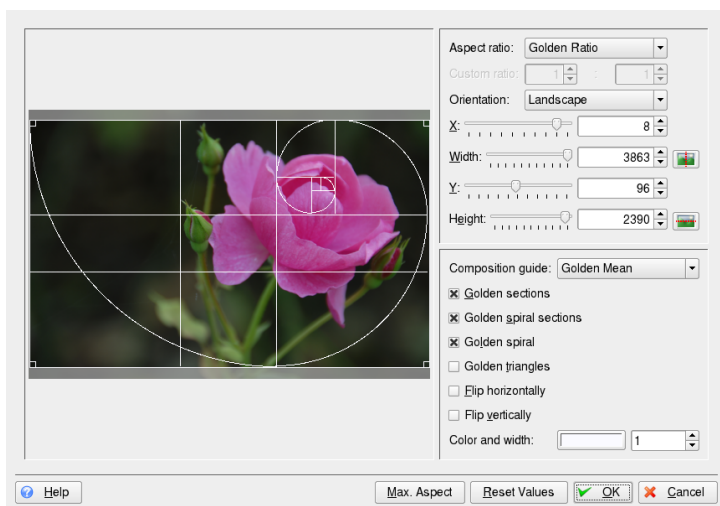 Aspect ratio: Golden Ratio
Custom ratio: 1 : 1
Orientation: Landscape
X: 8
Width: 3863
Y: 96
Height: 2390
Composition guide: Golden Mean
Golden sections
Golden spiral sections
Golden spiral
Golden triangles
Flip horizontally
Flip vertically
Color and width: 1
Help Max. Aspect Reset Values OK Cancel